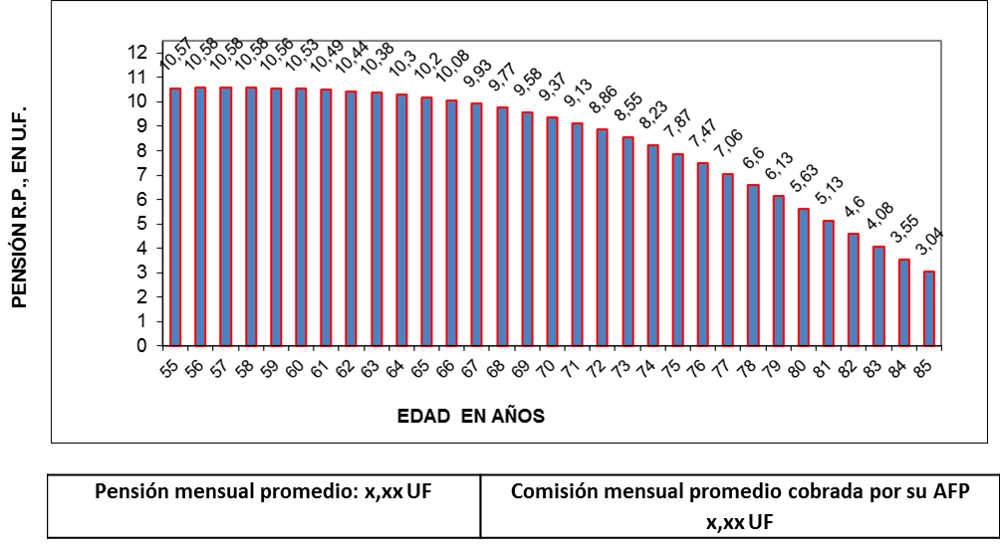 PENSIÓN R.P., EN U.F.
12
11
10
9
8
7
6
5
4
3
2
1
0
10,57 10,58 10,58 10,58 10,56 10,53 10,49 10,44 10,38 10,3 10,2 10,08 9,93 9,77 9,58 9,37 9,13 8,86 8,55 8,23 7,87 7,47 7,06 6,6 6,13 5,63 5,13 4,6 4,08 3,55 3,04
55 56 57 58 59 60 61 62 63 64 65 66 67 68 69 70 71 72 73 74 75 76 77 78 79 80 81 82 83 84 85
EDAD EN AÑOS
Pensión mensual promedio: x,xx UF
Comisión mensual promedio cobrada por su AFP
x,xx UF